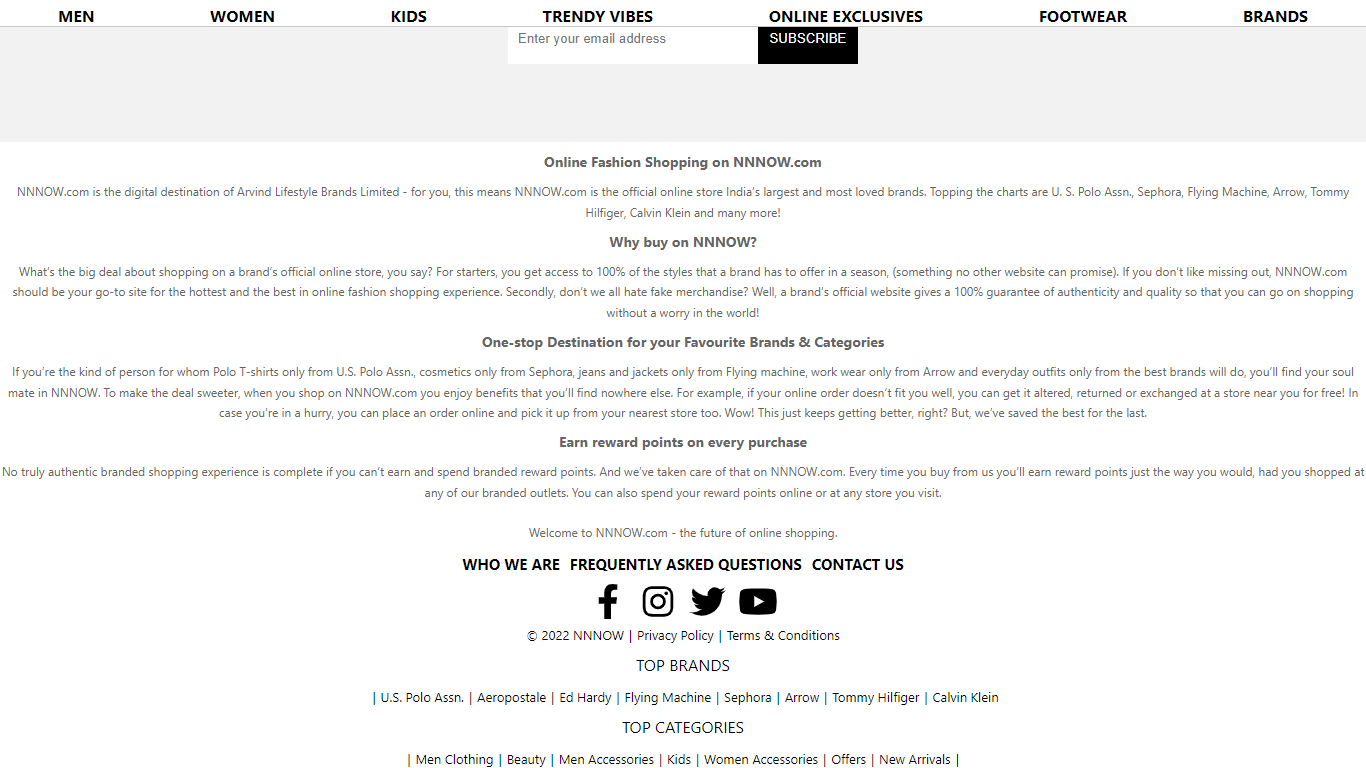 MEN WOMEN KIDS TRENDY VIBES ONLINE EXCLUSIVES FOOTWEAR BRANDS
Enter your email address SUBSCRIBE
Online Fashion Shopping on NNNOW.com
NNNOW.com is the digital destination of Arvind Lifestyle Brands Limited - for you, this means NNNOW.com is the official online store India's largest and most loved brands. Topping the charts are U. S. Polo Assn., Sephora, Flying Machine, Arrow, Tommy
Hilfiger, Calvin Klein and many more!
Why buy on NNNOW?
What's the big deal about shopping on a brand's official online store, you say? For starters, you get access to 100% of the styles that a brand has to offer in a season, (something no other website can promise). If you don't like missing out, NNNOW.com
should be your go-to site for the hottest and the best in online fashion shopping experience. Secondly, don't we all hate fake merchandise? Well, a brand's official website gives a 100% guarantee of authenticity and quality so that you can go on shopping
without a worry in the world!
One-stop Destination for your Favourite Brands & Categories
If you're the kind of person for whom Polo T-shirts only from U.S. Polo Assn., cosmetics only from Sephora, jeans and jackets only from Flying machine, work wear only from Arrow and everyday outfits only from the best brands will do, you'll find your soul
mate in NNNOW. To make the deal sweeter, when you shop on NNNOW.com you enjoy benefits that you'll find nowhere else. For example, if your online order doesn't fit you well, you can get it altered, returned or exchanged at a store near you for free! In
case you're in a hurry, you can place an order online and pick it up from your nearest store too. Wow! This just keeps getting better, right? But, we've saved the best for the last.
Earn reward points on every purchase
No truly authentic branded shopping experience is complete if you can't earn and spend branded reward points. And we've taken care of that on NNNOW.com. Every time you buy from us you'll earn reward points just the way you would, had you shopped at
any of our branded outlets. You can also spend your reward points online or at any store you visit.
Welcome to NNNOW.com - the future of online shopping.
WHO WE ARE FREQUENTLY ASKED QUESTIONS CONTACT US
© 2022 NNNOW | Privacy Policy | Terms & Conditions
TOP BRANDS
| U.S. Polo Assn. | Aeropostale | Ed Hardy | Flying Machine | Sephora | Arrow | Tommy Hilfiger | Calvin Klein
TOP CATEGORIES
| Men Clothing | Beauty | Men Accessories | Kids | Women Accessories | Offers | New Arrivals |